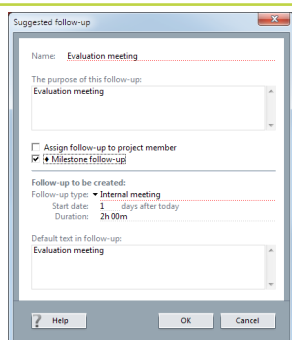 Suggested follow-up
Name: Evaluation meeting
The purpose of this follow-up:
Evaluation meeting
Assign follow-up to project member
♦ Milestone follow-up
Follow-up to be created:
Follow-up type: ▾ Internal meeting
Start date: 1 days after today
Duration: 2h 00m
Default text in follow-up:
Evaluation meeting
? Help OK Cancel